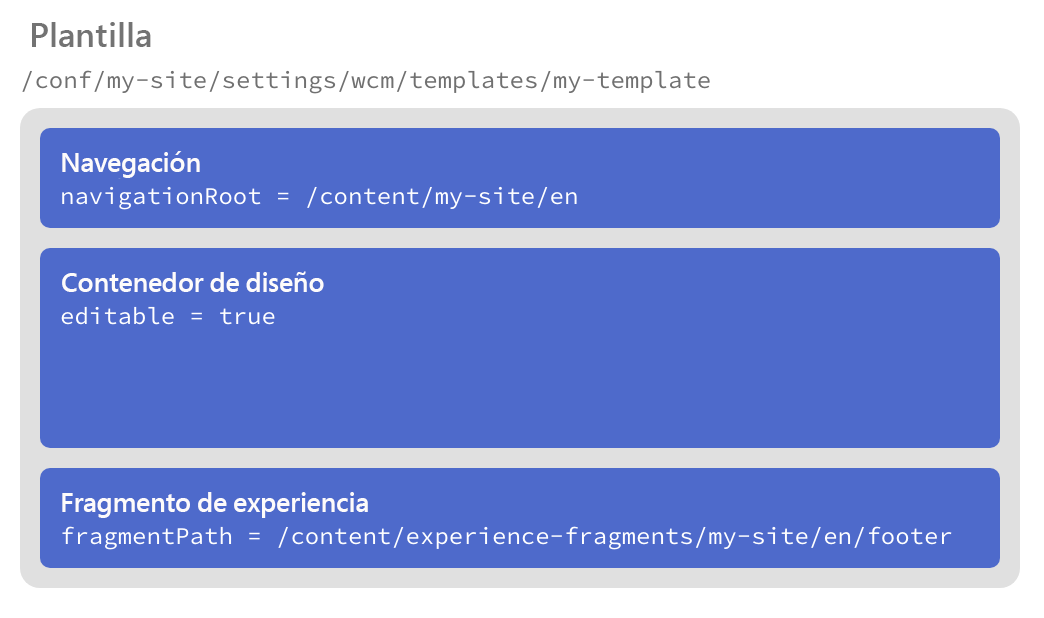 Plantilla
/conf/my-site/settings/wcm/templates/my-template
Navegación
navigationRoot = /content/my-site/en
Contenedor de diseño
editable = true
Fragmento de experiencia
fragmentPath = /content/experience-fragments/my-site/en/footer